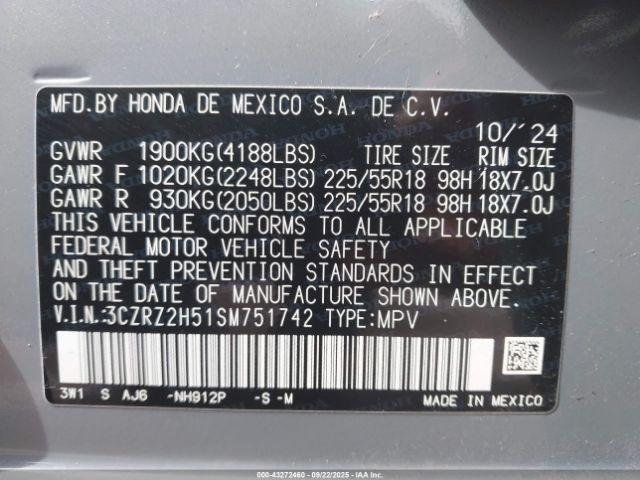 MFD.BY HONDA DE MEXICO S.A. DE C.V.
10/'24
GVWR 1900KG(4188LBS) TIRE SIZE RIM SIZE
GAWR F 1020KG(2248LBS) 225/55R18 98H 18X7.0J
GAWR R 930KG(2050LBS) 225/55R18 98H 18X7.0J
THIS VEHICLE CONFORMS TO ALL APPLICABLE
FEDERAL MOTOR VEHICLE SAFETY
AND THEFT PREVENTION STANDARDS IN EFFECT
ON THE DATE OF MANUFACTURE SHOWN ABOVE.
V.I.N.:3CZRZ2H51SM751742 TYPE:MPV
3W1 S AJ6 -NH912P -S-M MADE IN MEXICO
000-43272460 - 09/22/2025 - IAAI.COM